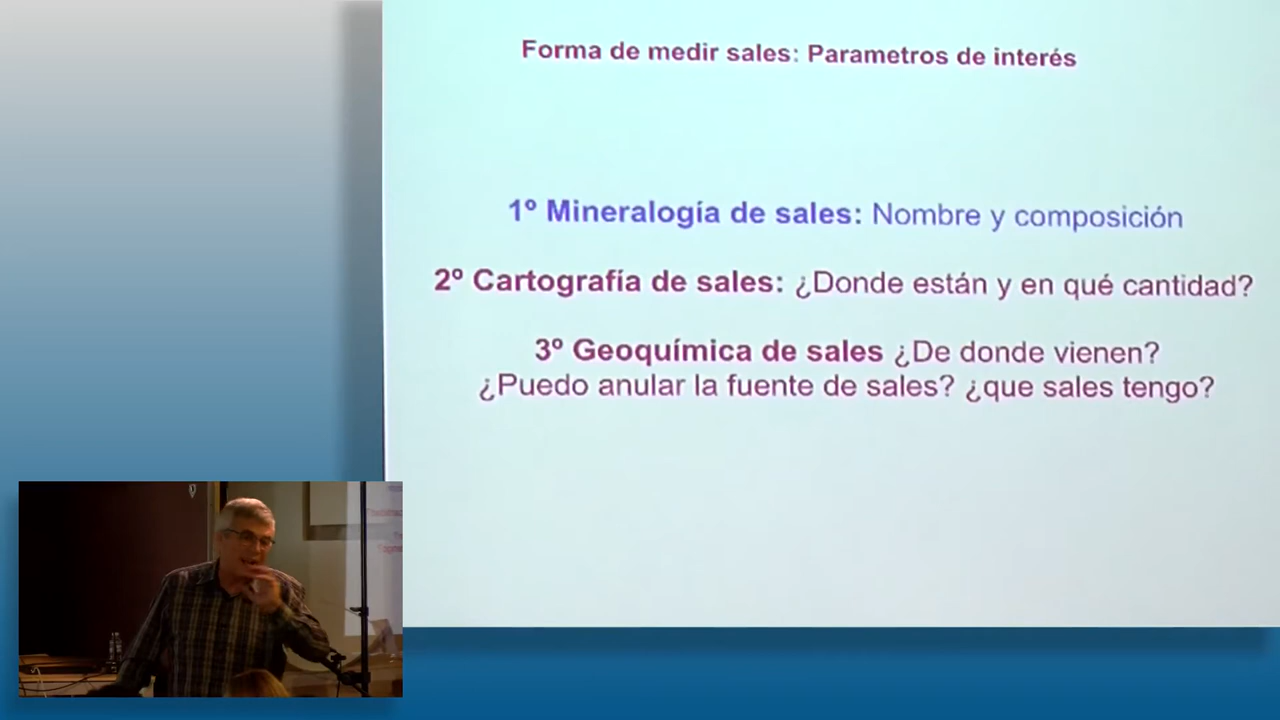 Forma de medir sales: Parametros de interés
1º Mineralogía de sales: Nombre y composición
2º Cartografía de sales: ¿Donde están y en qué cantidad?
3º Geoquímica de sales ¿De donde vienen?
¿Puedo anular la fuente de sales? ¿que sales tengo?